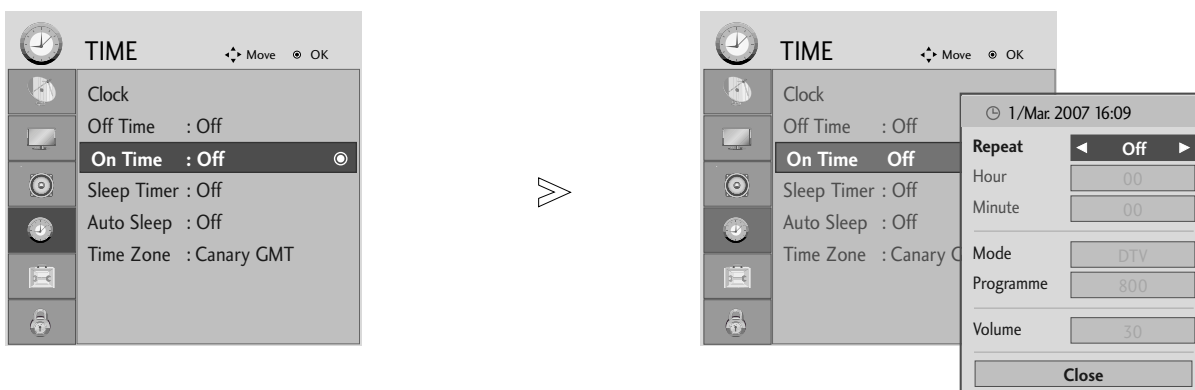 TIME
Move OK
Clock
Off Time : Off
On Time : Off
Sleep Timer : Off
Auto Sleep : Off
Time Zone : Canary GMT
TIME
Move OK
Clock
Off Time : Off
On Time Off
Sleep Timer : Off
Auto Sleep : Off
Time Zone : Canary G
1/Mar. 2007 16:09
Repeat Off
Hour 00
Minute 00
Mode DTV
Programme 800
Volume 30
Close